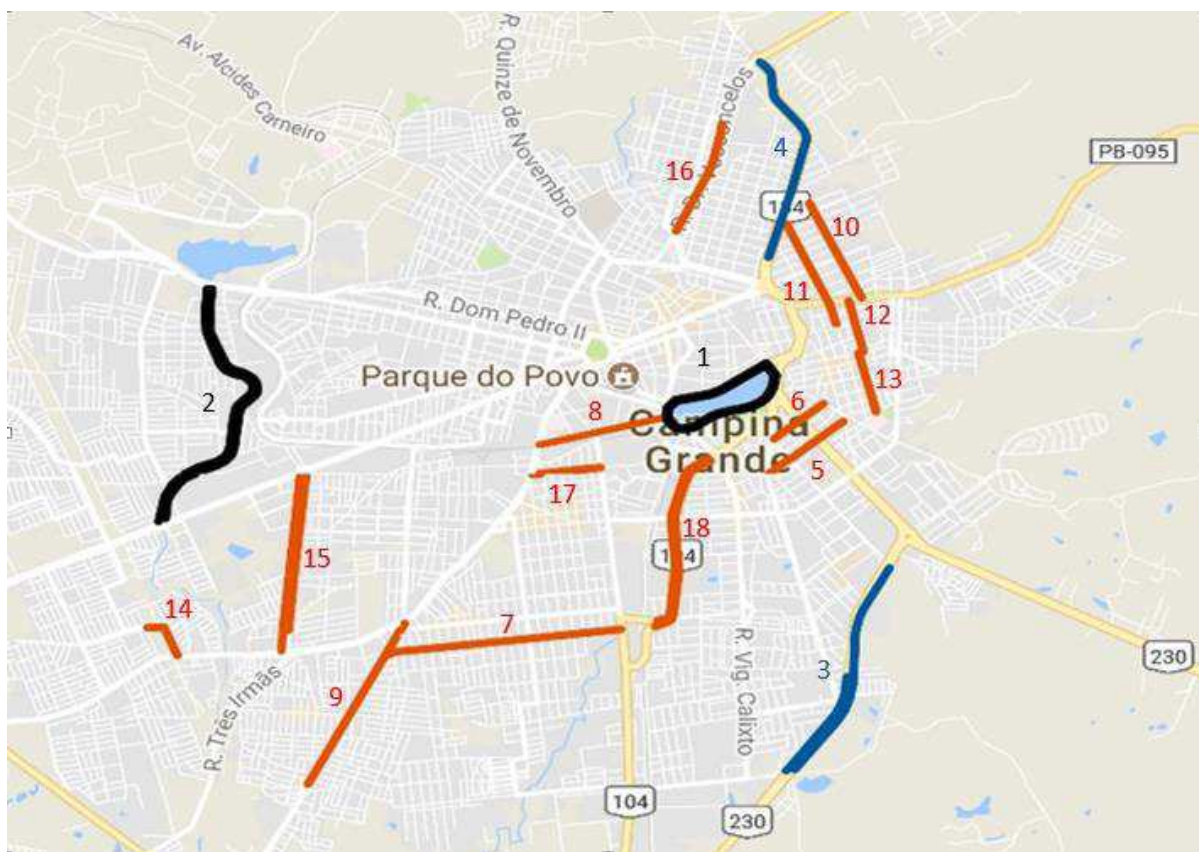 Av. Alcides Carneiro
R. Quinze de Novembro
4
16
PB-095
104
10
11
R. Dom Pedro II
12
1
Parque do Povo
13
2
8
6
Campina
Grande
5
17
18
104
15
14
7
R. Três Irmãs
9
R. Vig. Calixto
3
230
104
230